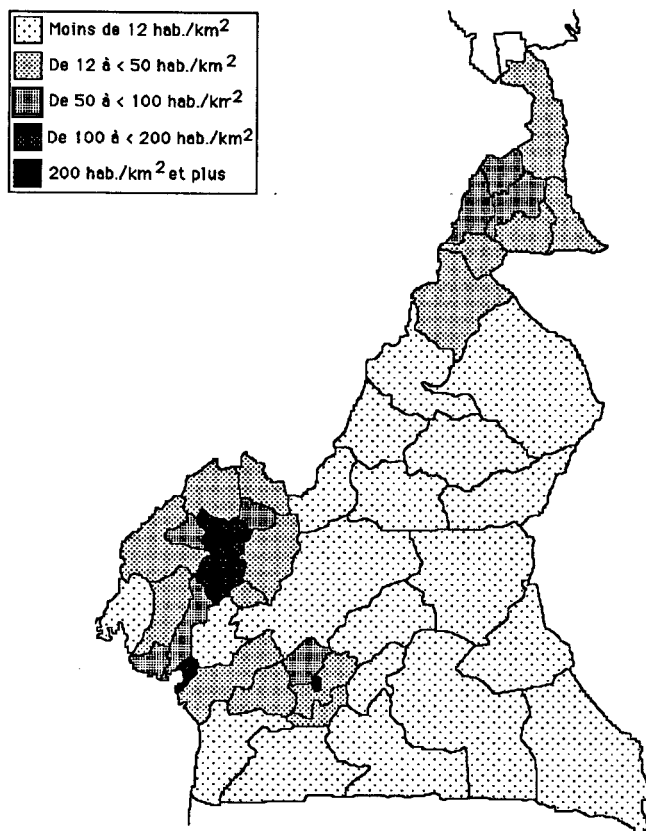 Moins de 12 hab./km²
De 12 à < 50 hab./km²
De 50 à < 100 hab./km²
De 100 à < 200 hab./km²
200 hab./km² et plus